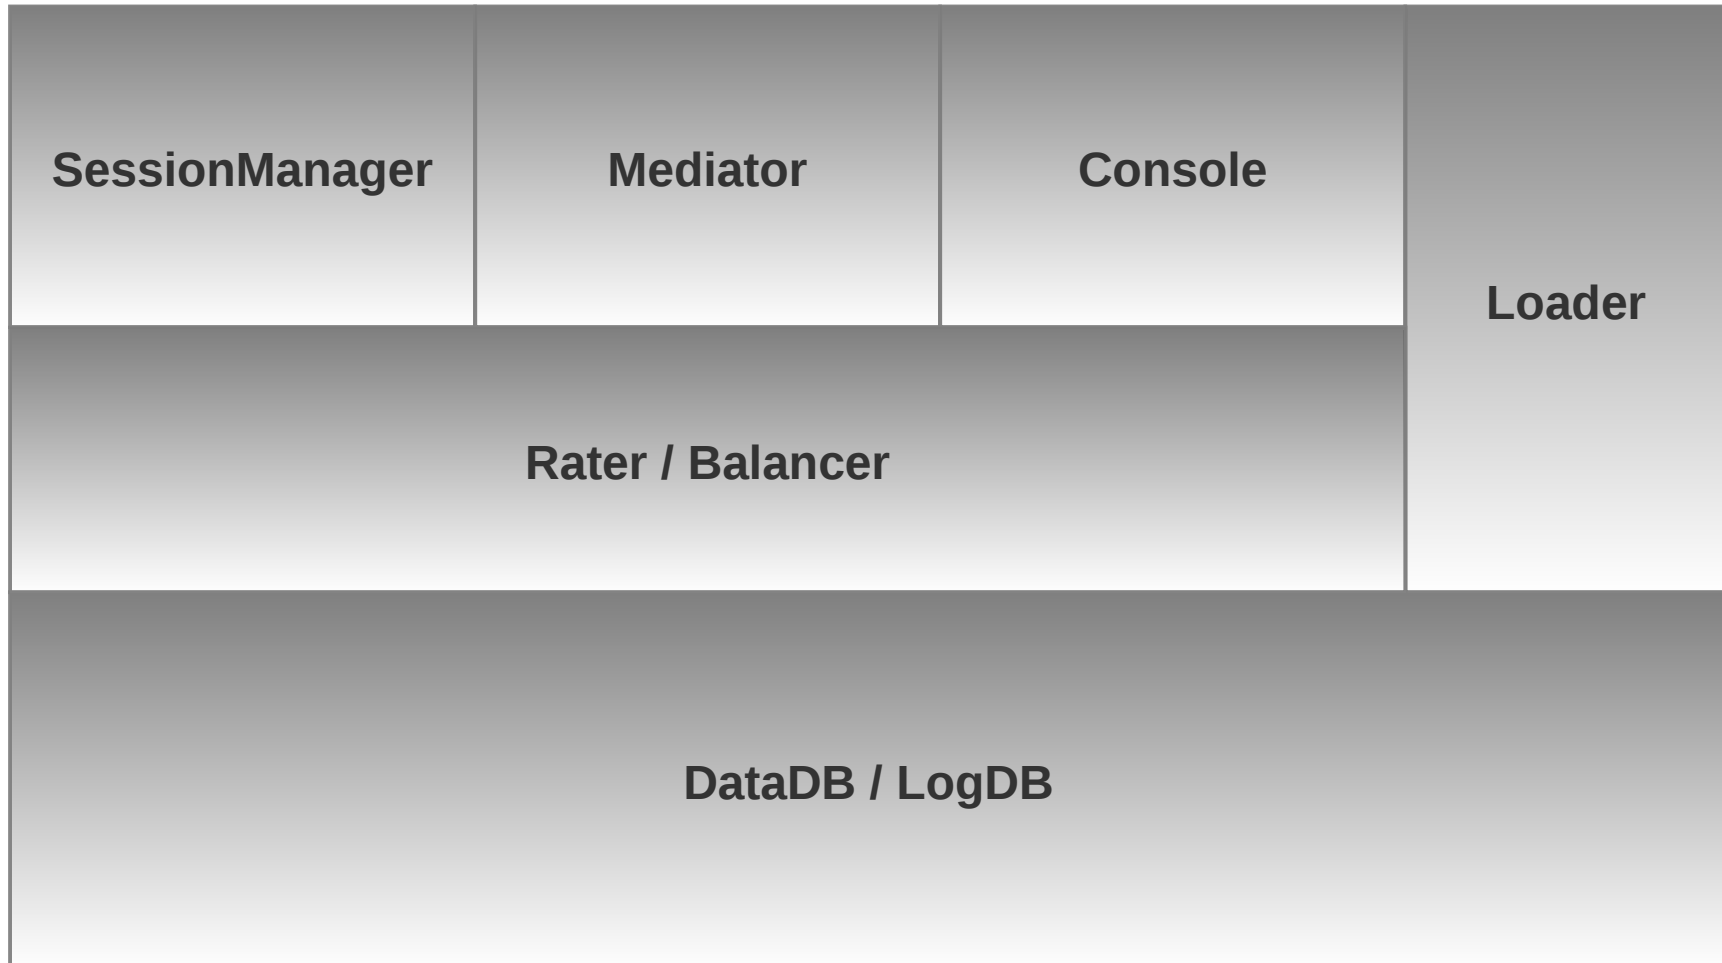 SessionManager
Mediator
Console
Loader
Rater / Balancer
DataDB / LogDB